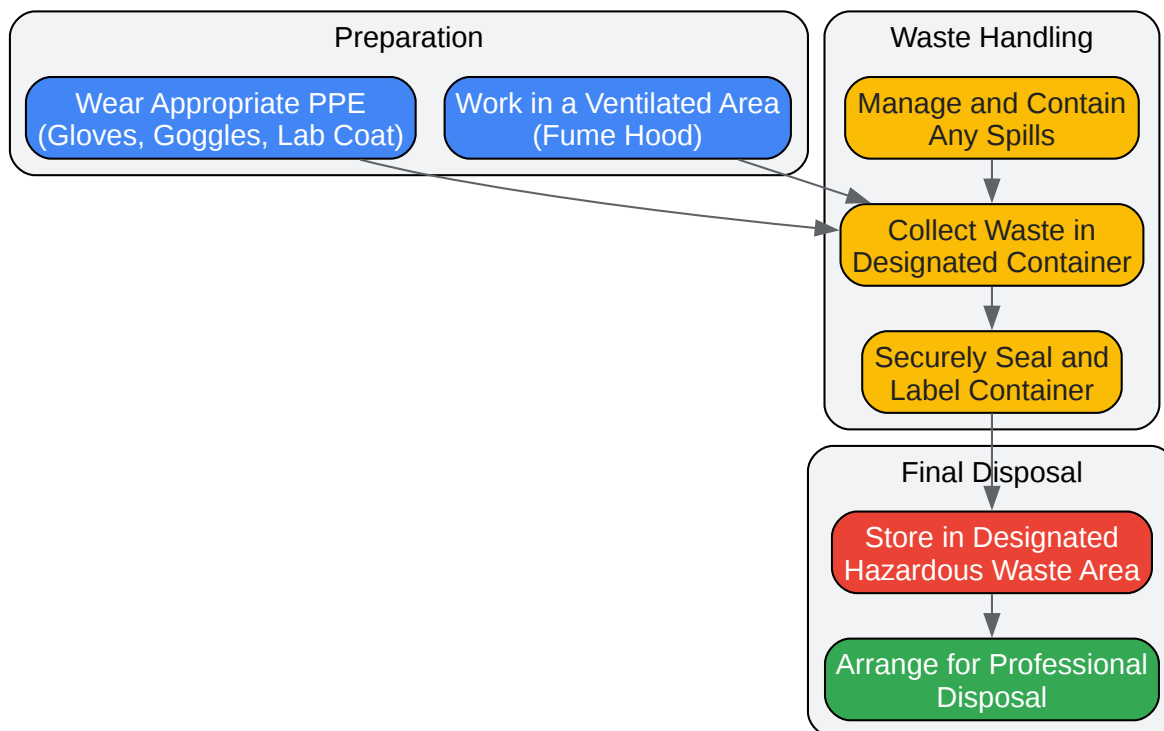 Preparation
Wear Appropriate PPE
(Gloves, Goggles, Lab Coat)
Work in a Ventilated Area
(Fume Hood)
Waste Handling
Manage and Contain
Any Spills
Collect Waste in
Designated Container
Securely Seal and
Label Container
Final Disposal
Store in Designated
Hazardous Waste Area
Arrange for Professional
Disposal